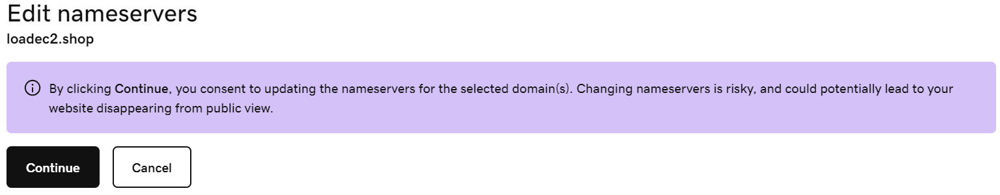 Edit nameservers
loadec2.shop
By clicking Continue, you consent to updating the nameservers for the selected domain(s). Changing nameservers is risky, and could potentially lead to your
website disappearing from public view.
Continue
Cancel